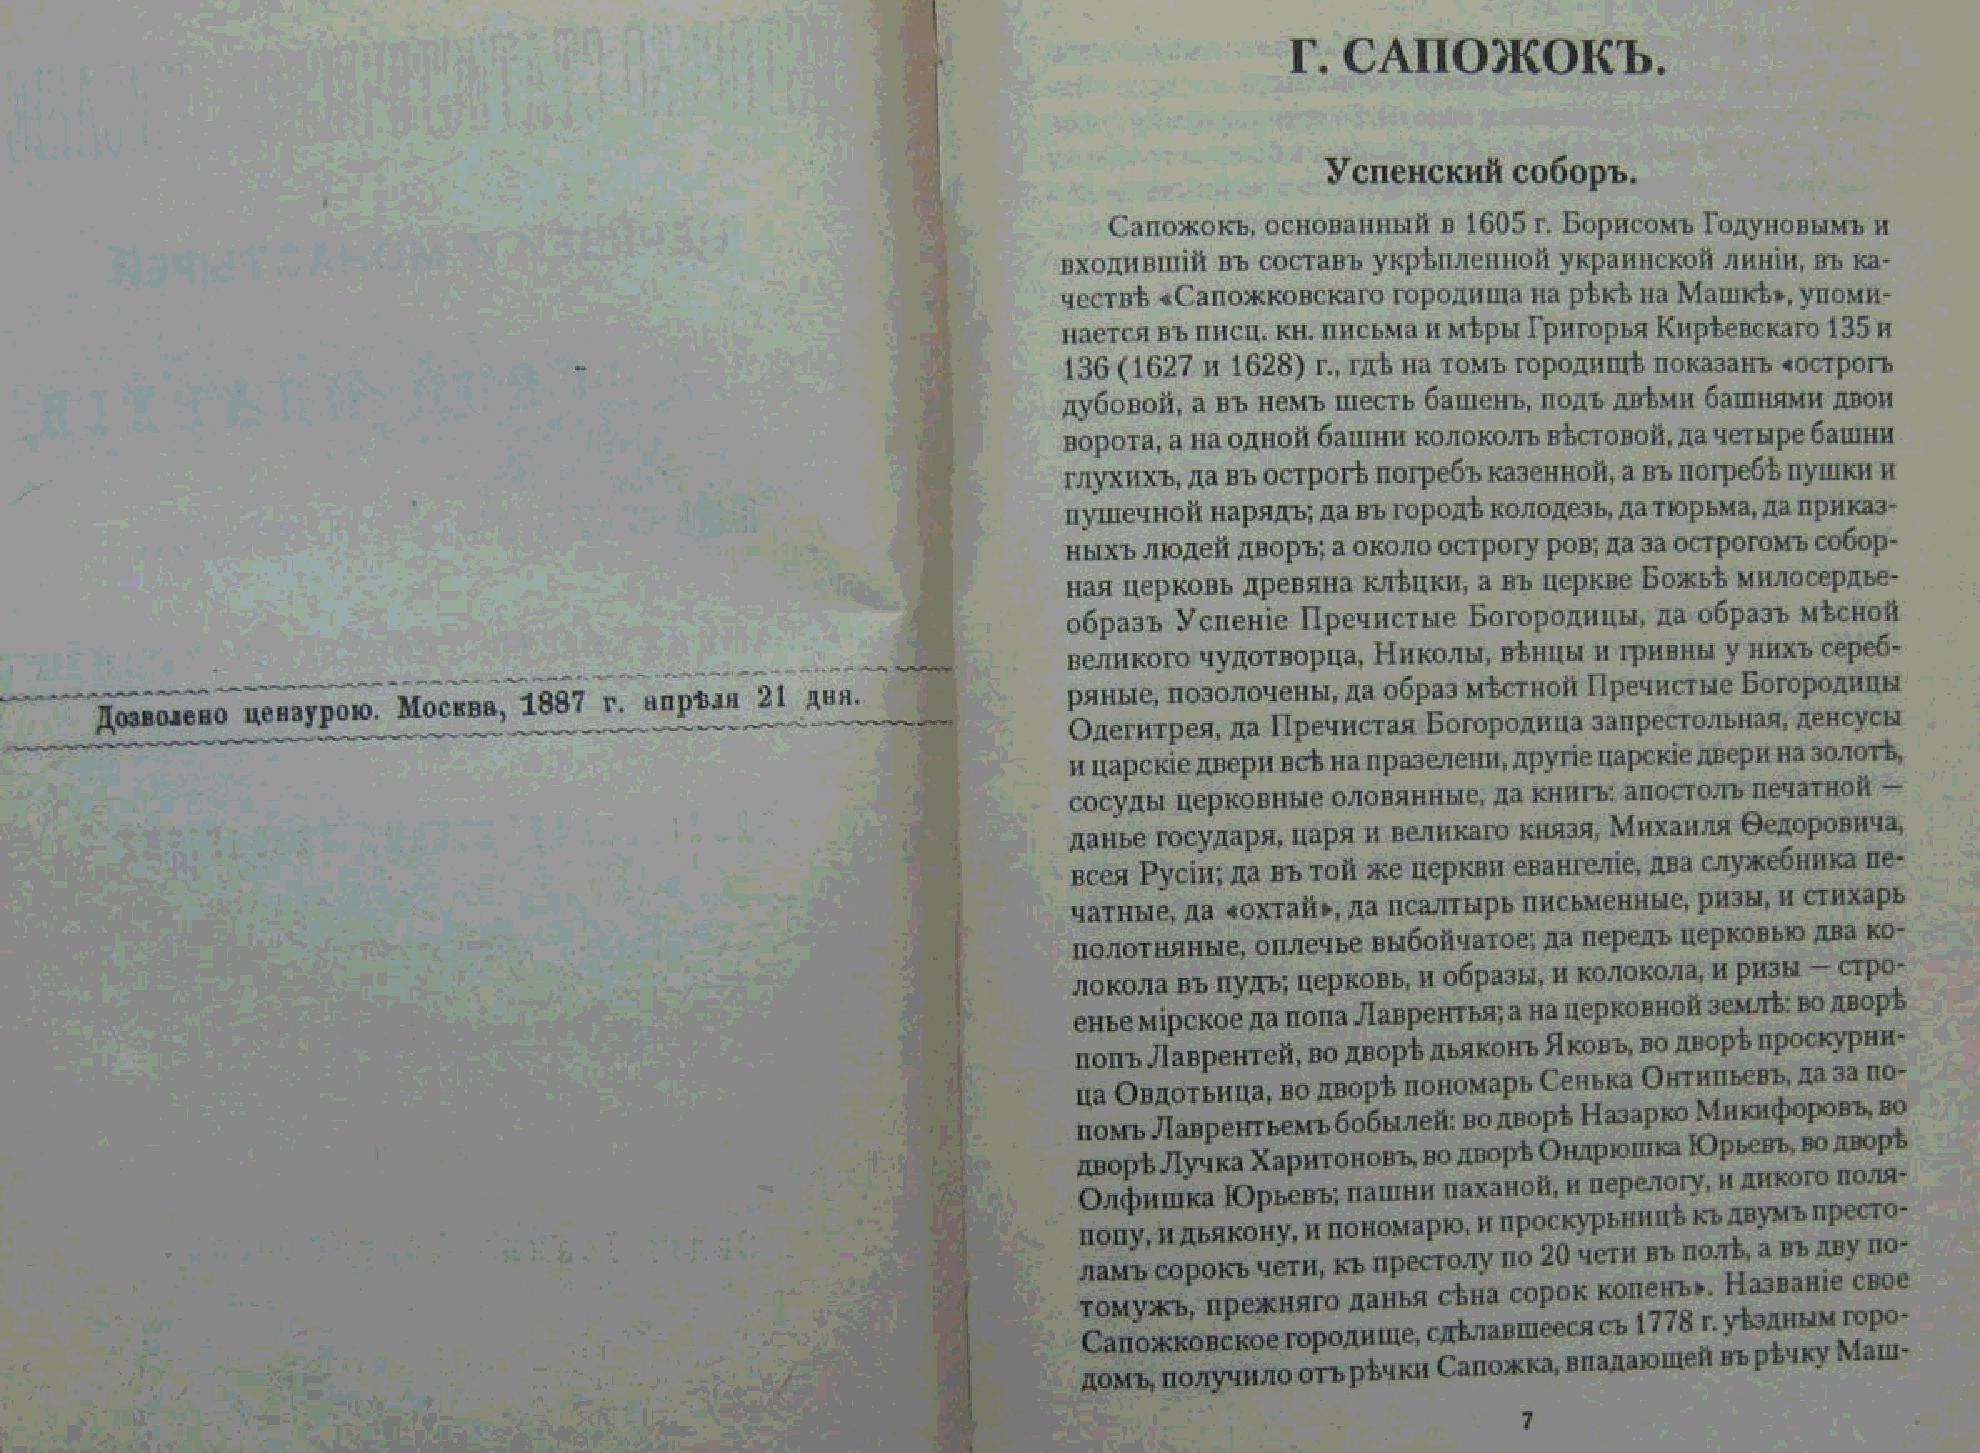 Дозволено цензурою. Москва, 1887 г. апрѣля 21 дня.
Г. САПОЖОКЪ.
Успенский соборъ.
Сапожокъ, основанный в 1605 г. Борисомъ Годуновымъ и
входившій въ составъ укрѣпленной украинской линіи, въ ка-
чествѣ «Сапожковскаго городища на рѣкѣ на Машкѣ», упоми-
нается въ писц. кн. письма и мѣры Григорья Кирѣевскаго 135 и
136 (1627 и 1628) г., гдѣ на томъ городищѣ показанъ «острогъ
дубовой, а въ немъ шесть башенъ, подъ двѣми башнями двои
ворота, а на одной башни колоколъ вѣстовой, да четыре башни
глухихъ, да въ острогѣ погребъ казенной, а въ погребѣ пушки и
пушечной нарядъ; да въ городѣ колодезь, да тюрьма, да приказ-
ныхъ людей дворъ; а около острогу ров; да за острогомъ собор-
ная церковь древяна клѣцки, а въ церкве Божьѣ милосердье-
образъ Успеніе Пречистые Богородицы, да образъ мѣсной
великого чудотворца, Николы, вѣнцы и гривны у нихъ сереб-
ряные, позолочены, да образ мѣстной Пречистые Богородицы
Одегитрея, да Пречистая Богородица запрестольная, денсусы
и царскіе двери всѣ на празелени, другіе царскіе двери на золотѣ,
сосуды церковные оловянные, да книгъ: апостолъ печатной —
данье государя, царя и великаго князя, Михаиля Ѳедоровича,
всея Русіи; да въ той же церкви евангеліе, два служебника пе-
чатные, да «охтай», да псалтырь письменные, ризы, и стихарь
полотняные, оплечье выбойчатое; да передъ церковью два ко-
локола въ пудъ; церковь, и образы, и колокола, и ризы — стро-
енье мірское да попа Лаврентья; а на церковной землѣ: во дворѣ
попъ Лаврентей, во дворѣ дьяконъ Яковъ, во дворѣ проскурни-
ца Овдотьица, во дворѣ пономарь Сенька Онтипьевъ, да за по-
помъ Лаврентьемъ бобылей: во дворѣ Назарко Микифоровъ, во
дворѣ Лучка Харитоновъ, во дворѣ Ондрюшка Юрьевъ, во дворѣ
Олфишка Юрьевъ; пашни паханой, и перелогу, и дикого поля-
попу, и дьякону, и пономарю, и проскурьницѣ къ двумъ престо-
ламъ сорокъ чети, къ престолу по 20 чети въ полѣ, а въ дву по-
томужъ, прежняго данья сѣна сорок копенъ». Названіе свое
Сапожковское городище, сдѣлавшееся съ 1778 г. уѣзднымъ горо-
домъ, получило отъ рѣчки Сапожка, впадающей въ рѣчку Маш-
7